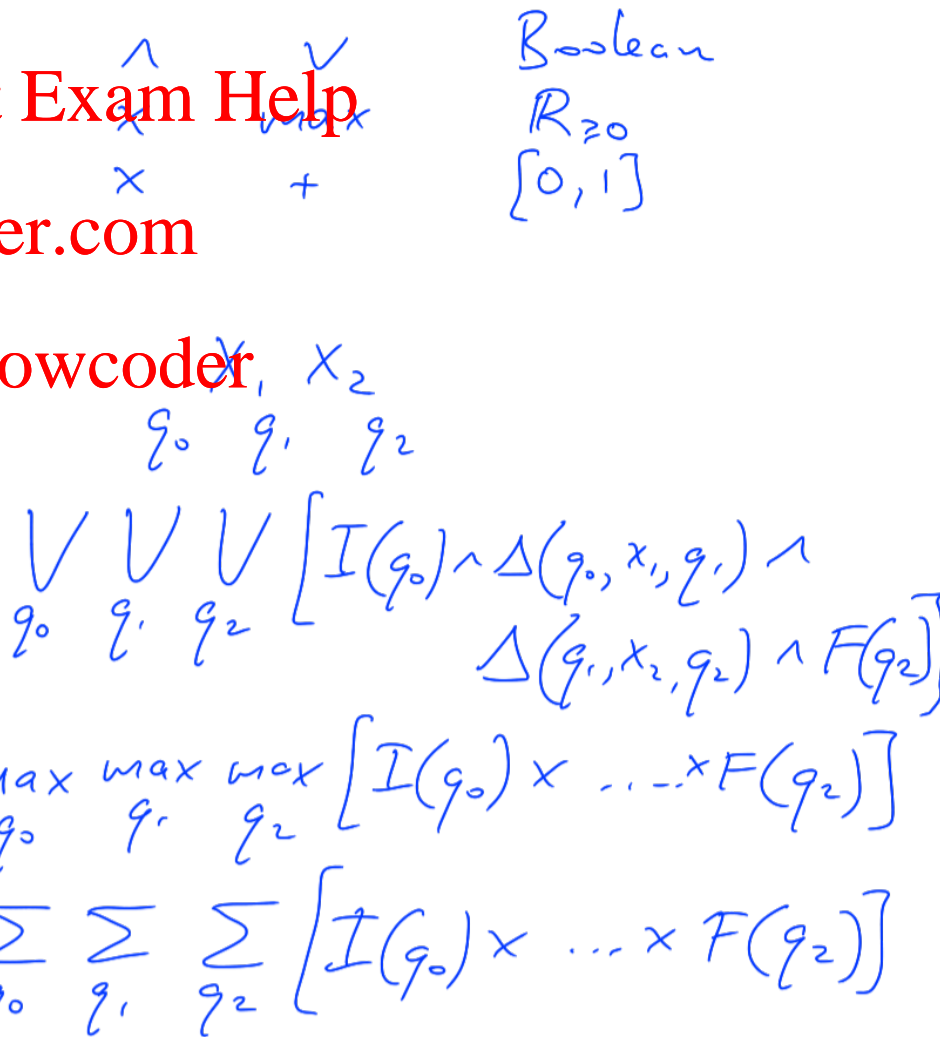 ∧ ∨ Boolean
Exam Help
× max ℝ≥0
× + [0, 1]
er.com
owcoder
X₁ X₂
q₀ q₁ q₂
∨ ∨ ∨ [I(q₀) ∧ Δ(q₀, x₁, q₁) ∧
q₀ q₁ q₂
Δ(q₁, x₂, q₂) ∧ F(q₂)]
max max max [I(q₀) × ....× F(q₂)]
q₀ q₁ q₂
Σ Σ Σ [I(q₀) × ... × F(q₂)]
q₀ q₁ q₂